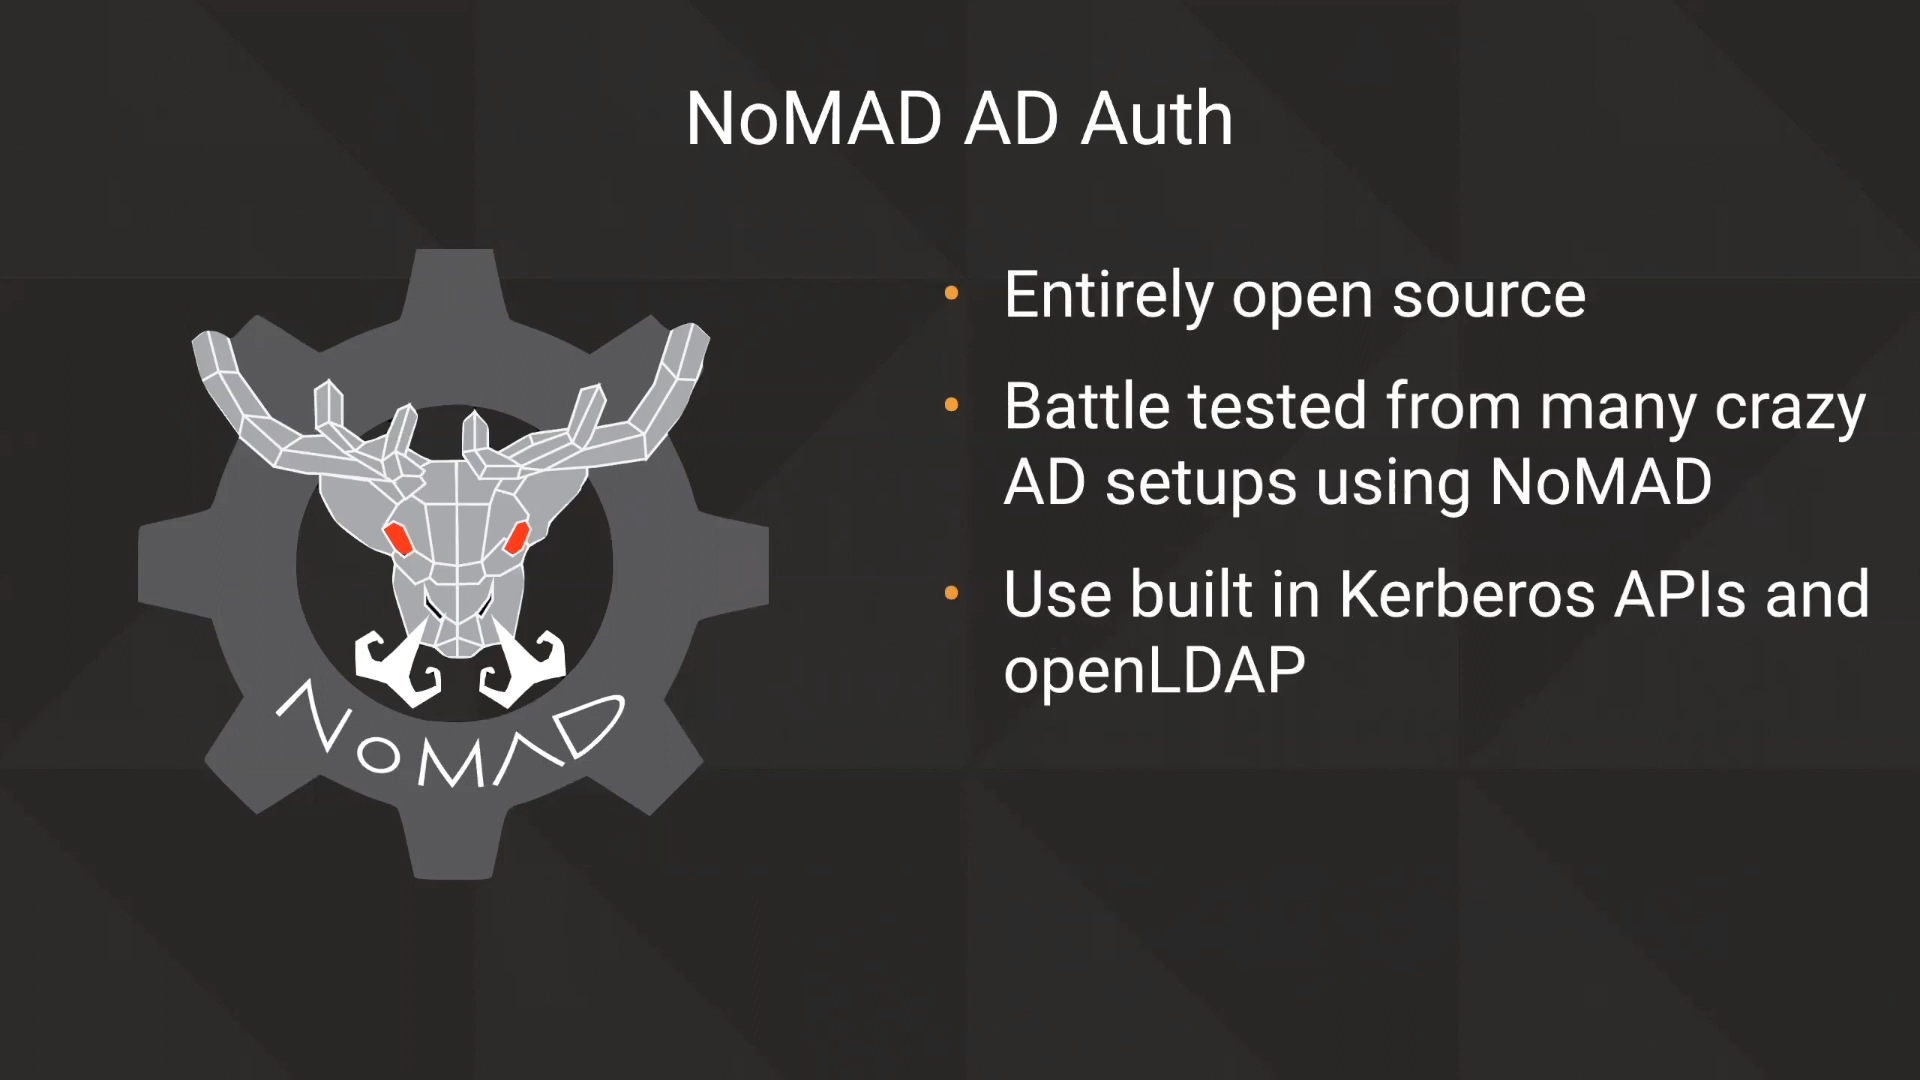 NoMAD AD Auth
NoMAD
• Entirely open source
• Battle tested from many crazy
AD setups using NoMAD
• Use built in Kerberos APIs and
openLDAP